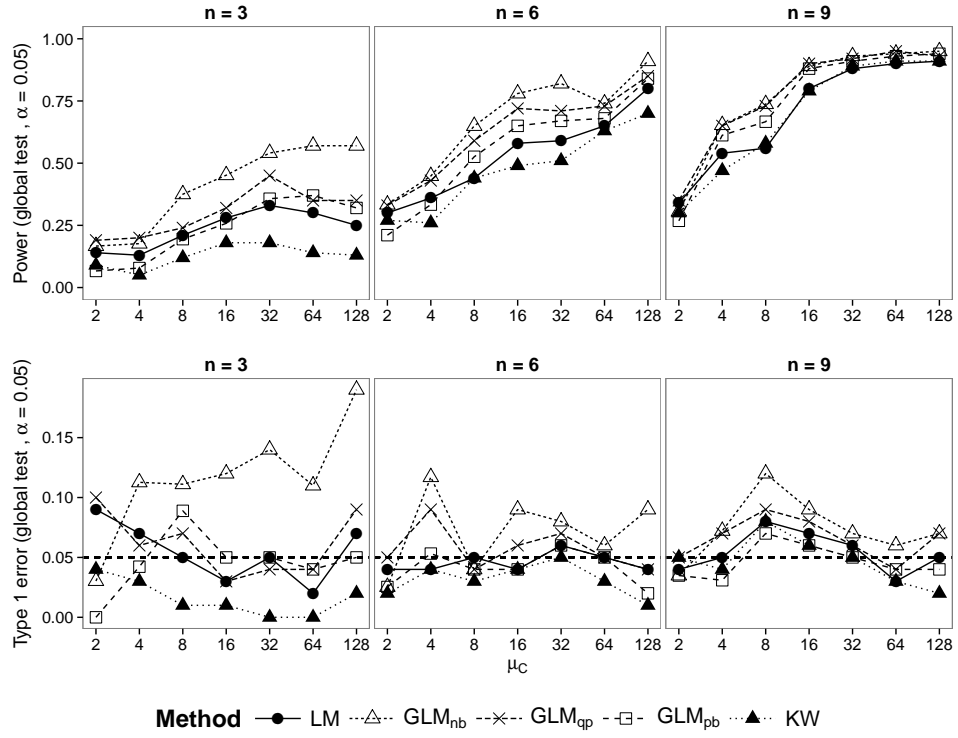 n = 3
n = 6
n = 9
Power (global test , α = 0.05)
1.00
0.75
0.50
0.25
0.00
2 4 8 16 32 64 128
2 4 8 16 32 64 128
2 4 8 16 32 64 128
n = 3
n = 6
n = 9
Type 1 error (global test , α = 0.05)
0.15
0.10
0.05
0.00
2 4 8 16 32 64 128
2 4 8 16 32 64 128
2 4 8 16 32 64 128
μC
Method LM GLMnb GLMqp GLMpb KW